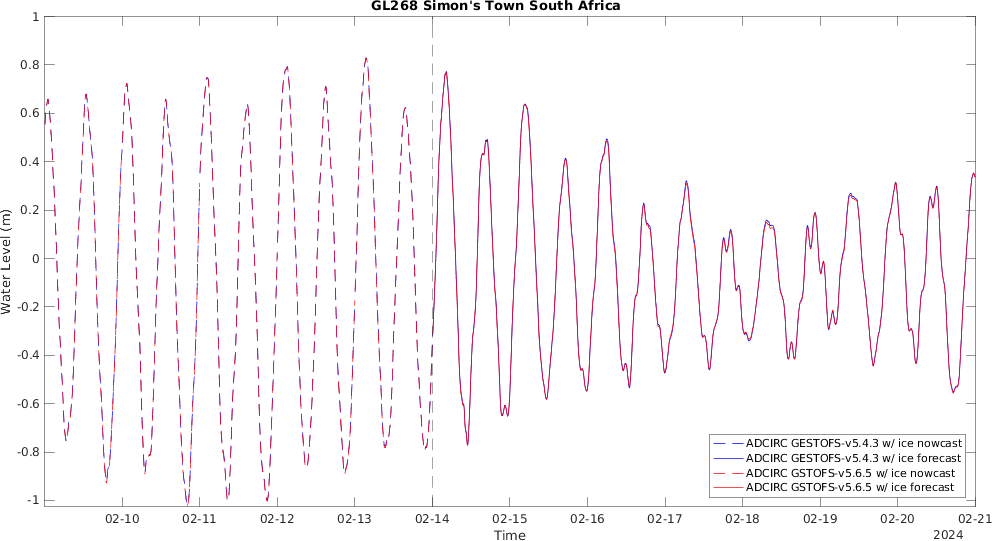 GL268 Simon's Town South Africa
1
0.8
0.6
0.4
0.2
0
-0.2
-0.4
-0.6
-0.8
-1
Water Level (m)
ADCIRC GESTOFS-v5.4.3 w/ ice nowcast
ADCIRC GESTOFS-v5.4.3 w/ ice forecast
ADCIRC GSTOFS-v5.6.5 w/ ice nowcast
ADCIRC GSTOFS-v5.6.5 w/ ice forecast
02-10 02-11 02-12 02-13 02-14 02-15 02-16 02-17 02-18 02-19 02-20 02-21
Time
2024